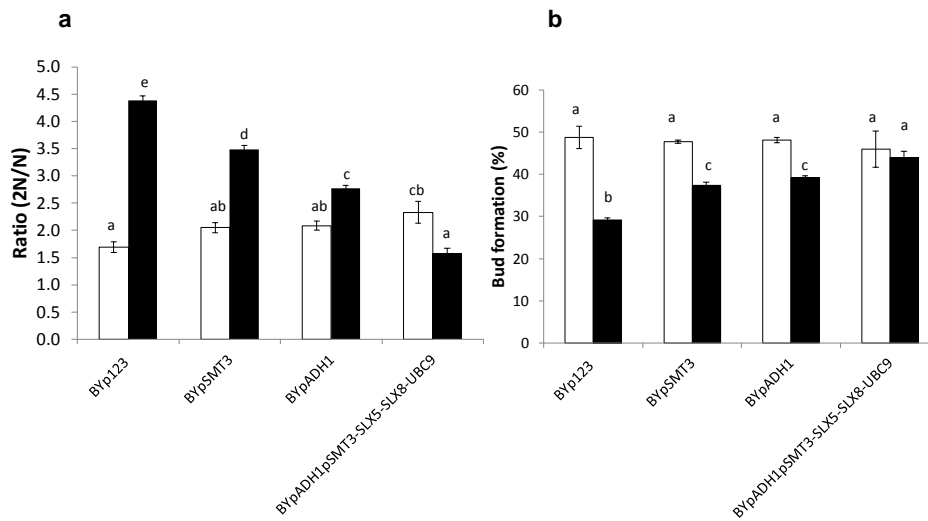 a
Ratio (2N/N)
5.0
4.5
4.0
3.5
3.0
2.5
2.0
1.5
1.0
0.5
0.0
a
e
ab
d
ab
c
cb
a
BYp123
BYpSMT3
BYpADH1
BYpADH1pSMT3-SLX5-SLX8-UBC9
b
Bud formation (%)
60
50
40
30
20
10
0
a
b
a
c
a
c
a
a
BYp123
BYpSMT3
BYpADH1
BYpADH1pSMT3-SLX5-SLX8-UBC9